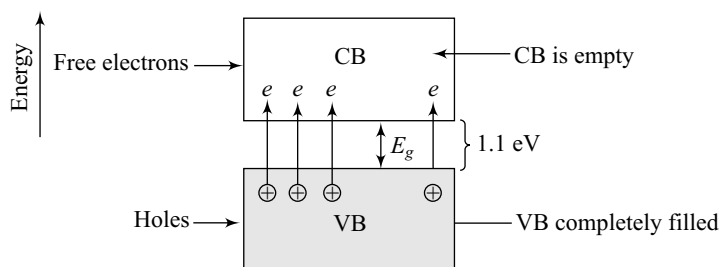 Energy
Free electrons
CB
CB is empty
e e e e
E_g
1.1 eV
Holes
VB
VB completely filled